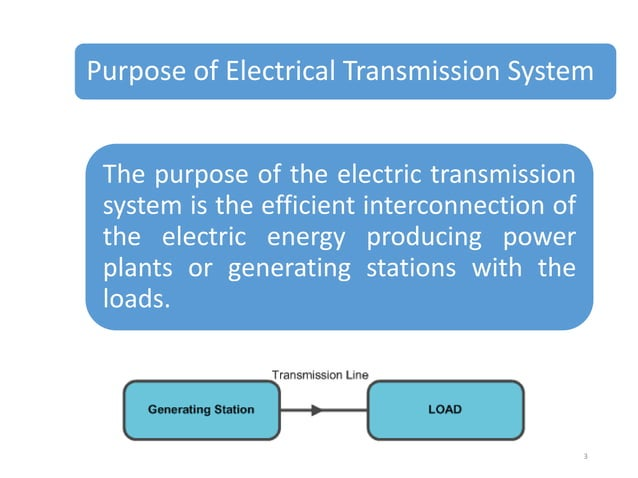 Purpose of Electrical Transmission System
The purpose of the electric transmission
system is the efficient interconnection of
the electric energy producing power
plants or generating stations with the
loads.
Transmission Line
Generating Station
LOAD
3